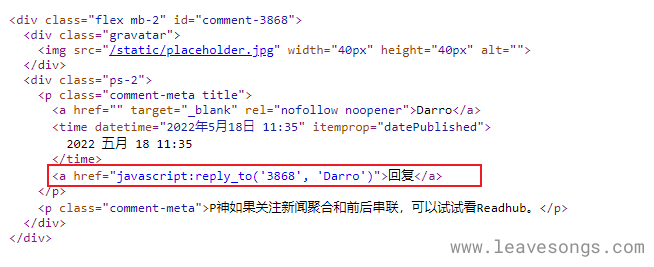 <div class="flex mb-2" id="comment-3868">
<div class="gravatar">
<img src="/static/placeholder.jpg" width="40px" height="40px" alt="">
</div>
<div class="ps-2">
<p class="comment-meta title">
<a href="" target="_blank" rel="nofollow noopener">Darro</a>
<time datetime="2022年5月18日 11:35" itemprop="datePublished">
2022 五月 18 11:35
</time>
<a href="javascript:reply_to('3868', 'Darro')">回复</a>
</p>
<p class="comment-meta">P神如果关注新闻聚合和前后串联，可以试试看Readhub。</p>
</div>
</div>
www.leavesongs.com